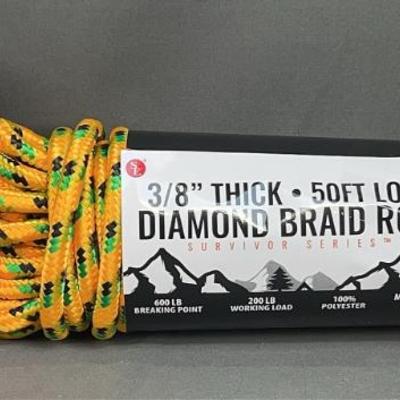 3/8” THICK • 50FT LO
DIAMOND BRAID RO
SURVIVOR SERIES™
600 LB
BREAKING POINT
200 LB
WORKING LOAD
100%
POLYESTER
M